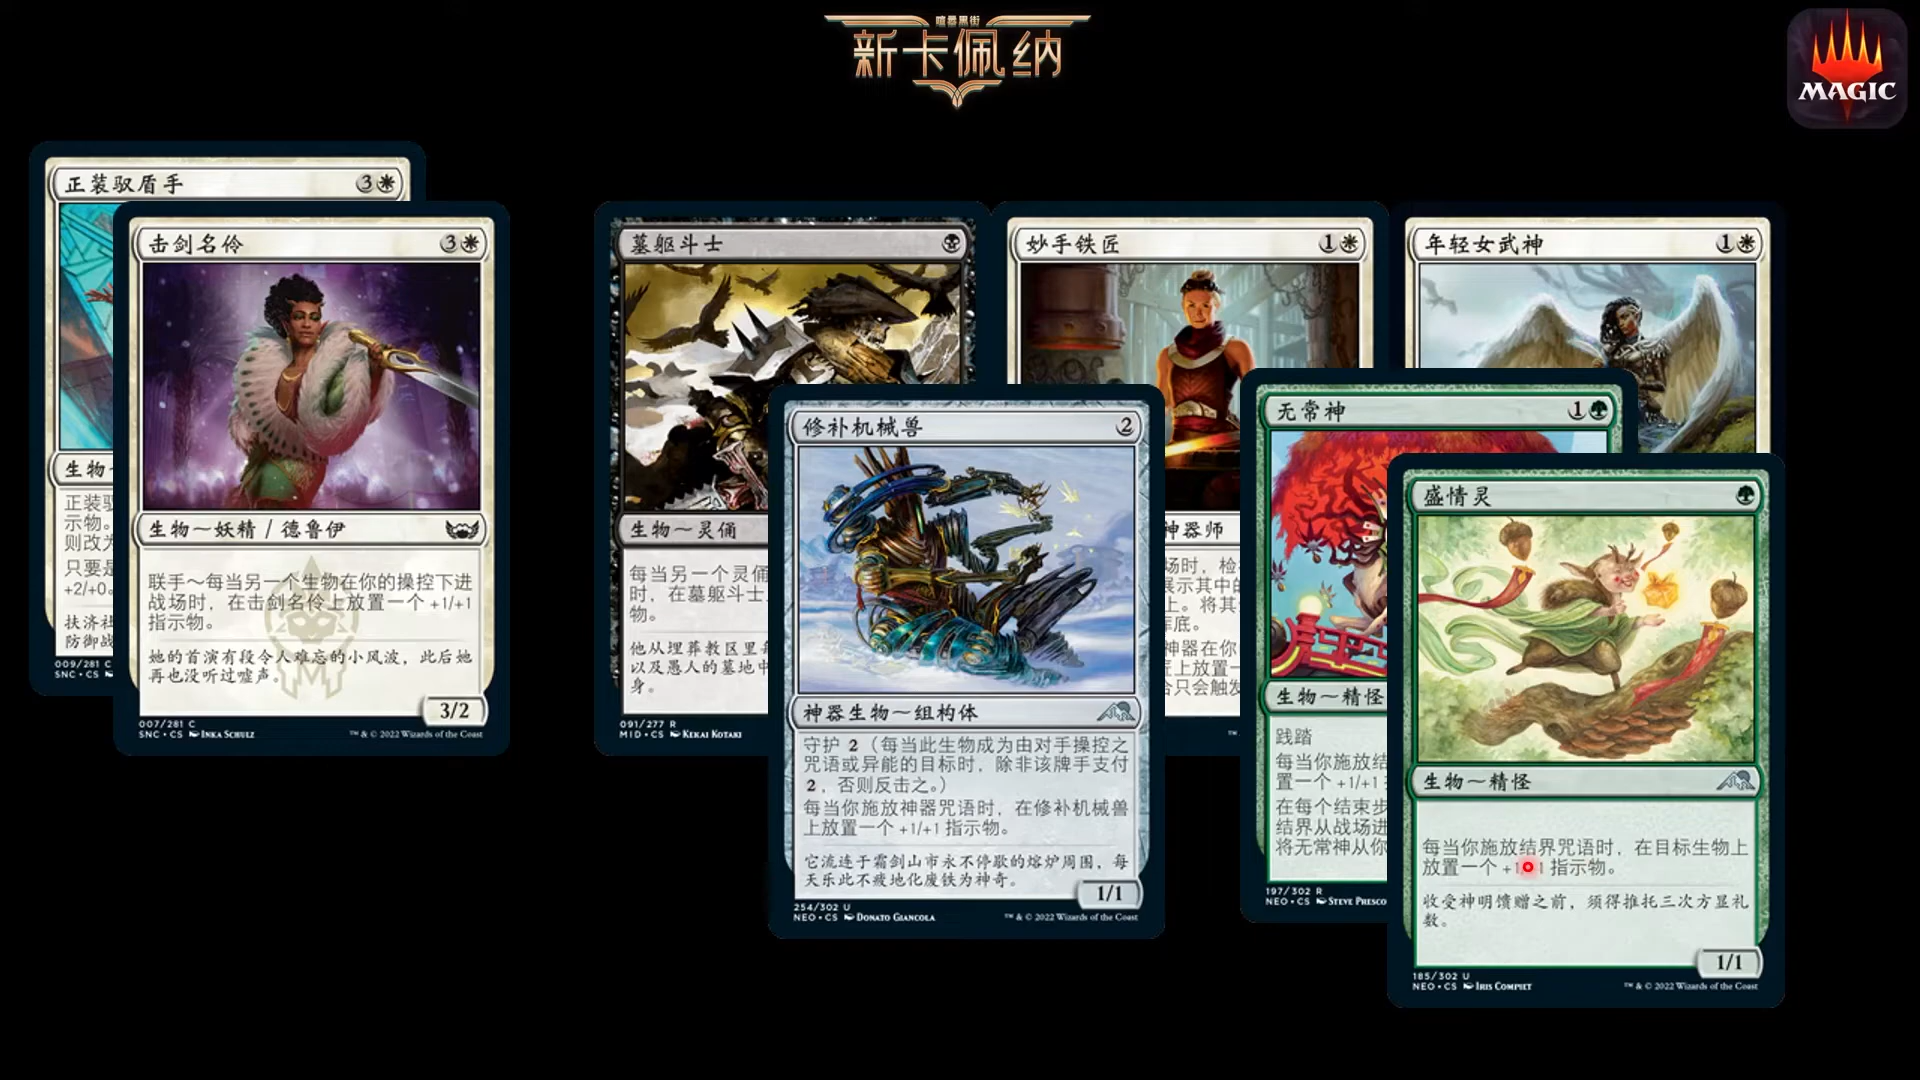 喧嚣黑街
新卡佩纳
MAGIC
正装驭盾手 3
生物
正装驭
示物。
则改为
只要是
+2/+0。
扶济社
防御战
009/281 C
SNC • CS
击剑名伶 3
生物～妖精 / 德鲁伊
联手～每当另一个生物在你的操控下进
战场时，在击剑名伶上放置一个 +1/+1
指示物。
她的首演有段令人难忘的小风波，此后她
再也没听过嘘声。
3/2
007/281 C
SNC • CS INKA SCHULZ
™ & © 2022 Wizards of the Coast
墓躯斗士
生物～灵俑
每当另一个灵俑
时，在墓躯斗士
物。
他从埋葬教区里
以及愚人的墓地中
身。
091/277 R
MID • CS KEKAI KOTAKI
妙手铁匠 1
神器师
场时，检
展示其中的
上。将其
库底。
神器在你
匠上放置一
合只会触发
™
年轻女武神 1
修补机械兽 2
神器生物～组构体
守护 2（每当此生物成为由对手操控之
咒语或异能的目标时，除非该牌手支付
2，否则反击之。）
每当你施放神器咒语时，在修补机械兽
上放置一个 +1/+1 指示物。
它流连于霜剑山市永不停歇的熔炉周围，每
天乐此不疲地化废铁为神奇。
1/1
254/302 U
NEO • CS DONATO GIANCOLA
™ & © 2022 Wizards of the Coast
无常神 1
生物～精怪
践踏
每当你施放结
置一个 +1/+1
在每个结束步
结界从战场进
将无常神从你
197/302 R
NEO • CS STEVE PRESCO
盛情灵
生物～精怪
每当你施放结界咒语时，在目标生物上
放置一个 +1/+1 指示物。
收受神明馈赠之前，须得推托三次方显礼
数。
1/1
185/302 U
NEO • CS IRIS COMPIET
™ & © 2022 Wizards of the Coast